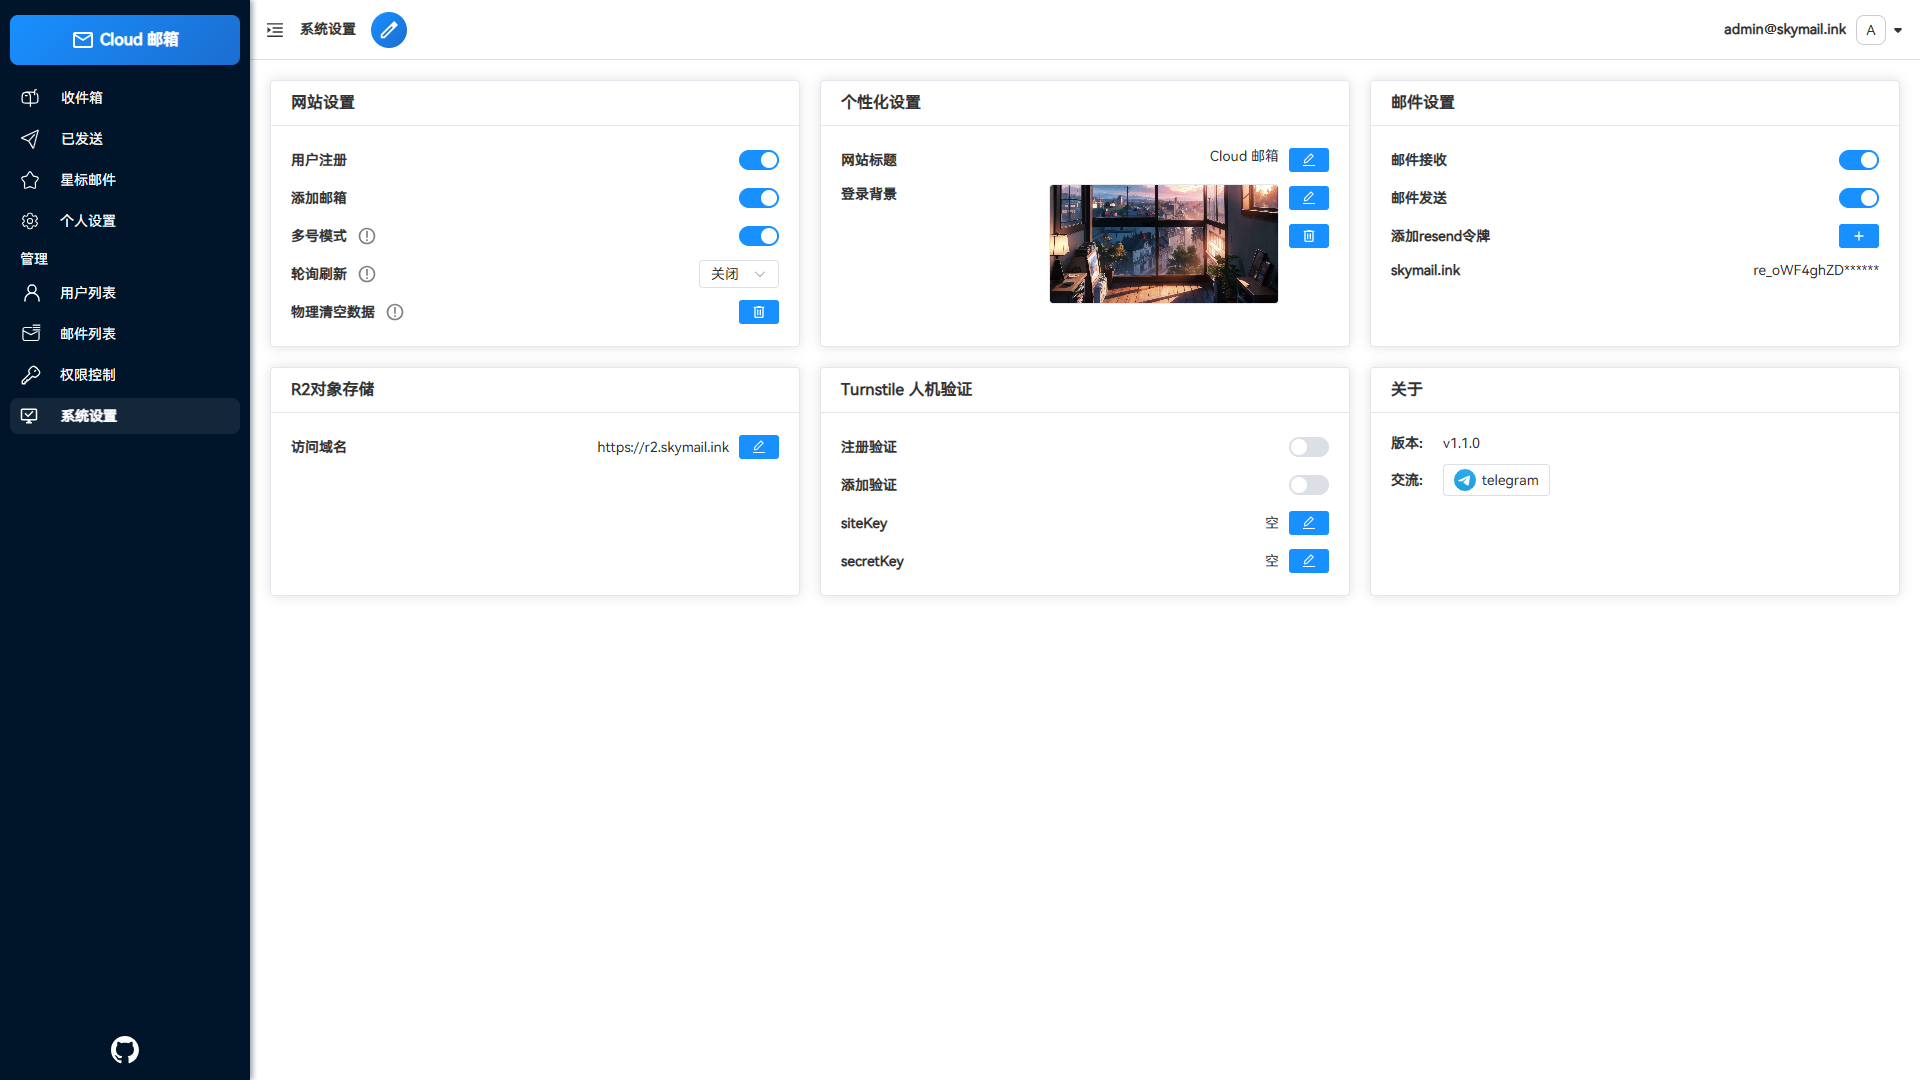 Cloud 邮箱
收件箱
已发送
星标邮件
个人设置
管理
用户列表
邮件列表
权限控制
系统设置
系统设置
admin@skymail.ink
A
网站设置
用户注册
添加邮箱
多号模式
轮询刷新
关闭
物理清空数据
个性化设置
网站标题
Cloud 邮箱
登录背景
邮件设置
邮件接收
邮件发送
添加resend令牌
skymail.ink
re_oWF4ghZD******
R2对象存储
访问域名
https://r2.skymail.ink
Turnstile 人机验证
注册验证
添加验证
siteKey
空
secretKey
空
关于
版本:
v1.1.0
交流:
telegram